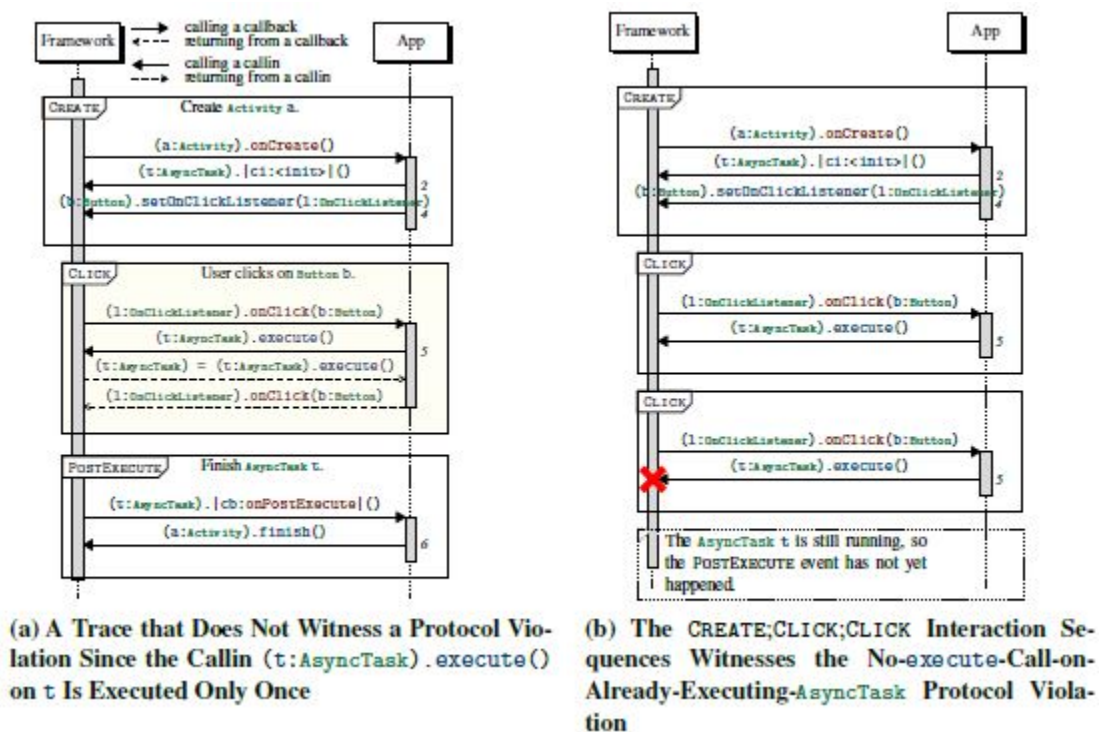 Framework
calling a callback
returning from a callback
calling a callin
returning from a callin
App
CREATE
Create Activity a.
(a:Activity).onCreate()
(t:AsyncTask).|ci:<init>|()
2
(b:Button).setOnClickListener(l:OnClickListener)
4
CLICK
User clicks on Button b.
(l:OnClickListener).onClick(b:Button)
(t:AsyncTask).execute()
5
(t:AsyncTask) = (t:AsyncTask).execute()
(l:OnClickListener).onClick(b:Button)
POSTEXECUTE
Finish AsyncTask t.
(t:AsyncTask).|cb:onPostExecute|()
(a:Activity).finish()
6
(a) A Trace that Does Not Witness a Protocol Vio-
lation Since the Callin (t:AsyncTask).execute()
on t Is Executed Only Once
Framework
App
CREATE
(a:Activity).onCreate()
(t:AsyncTask).|ci:<init>|()
2
(b:Button).setOnClickListener(l:OnClickListener)
4
CLICK
(l:OnClickListener).onClick(b:Button)
(t:AsyncTask).execute()
5
CLICK
(l:OnClickListener).onClick(b:Button)
(t:AsyncTask).execute()
5
The AsyncTask t is still running, so
the POSTEXECUTE event has not yet
happened.
(b) The CREATE;CLICK;CLICK Interaction Se-
quences Witnesses the No-execute-Call-on-
Already-Executing-AsyncTask Protocol Viola-
tion